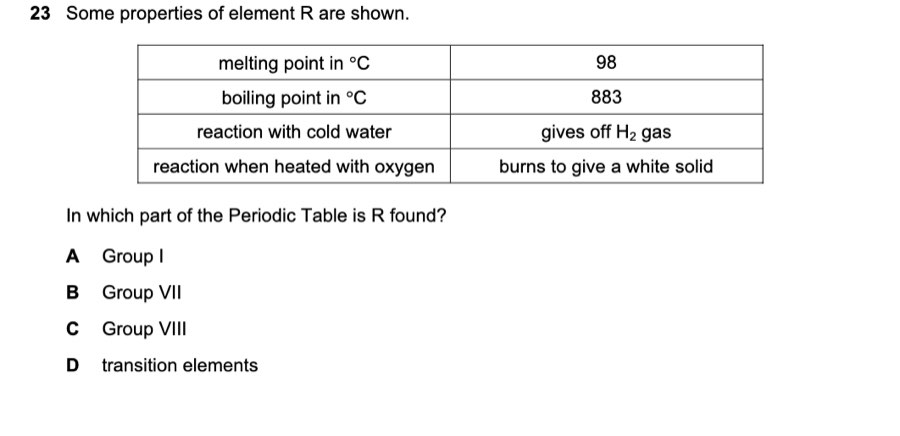 23 Some properties of element R are shown.
melting point in °C 98
boiling point in °C 883
reaction with cold water gives off H₂ gas
reaction when heated with oxygen burns to give a white solid
In which part of the Periodic Table is R found?
A Group I
B Group VII
C Group VIII
D transition elements